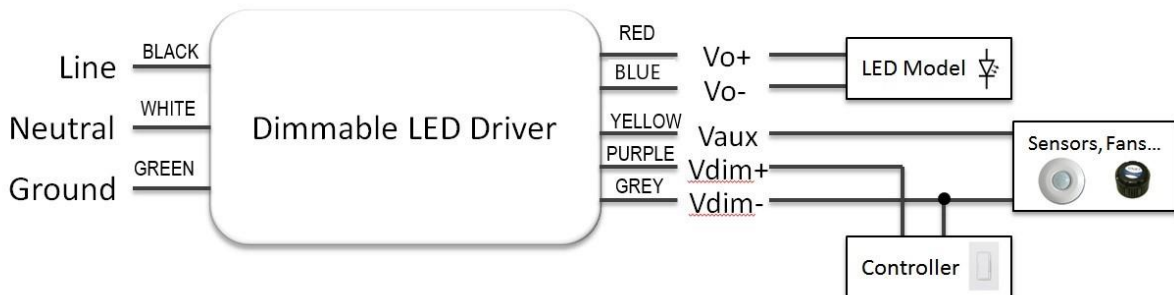 Line BLACK
Neutral WHITE
Ground GREEN
Dimmable LED Driver
RED Vo+
BLUE Vo-
YELLOW Vaux
PURPLE Vdim+
GREY Vdim-
LED Model
Sensors, Fans...
Controller